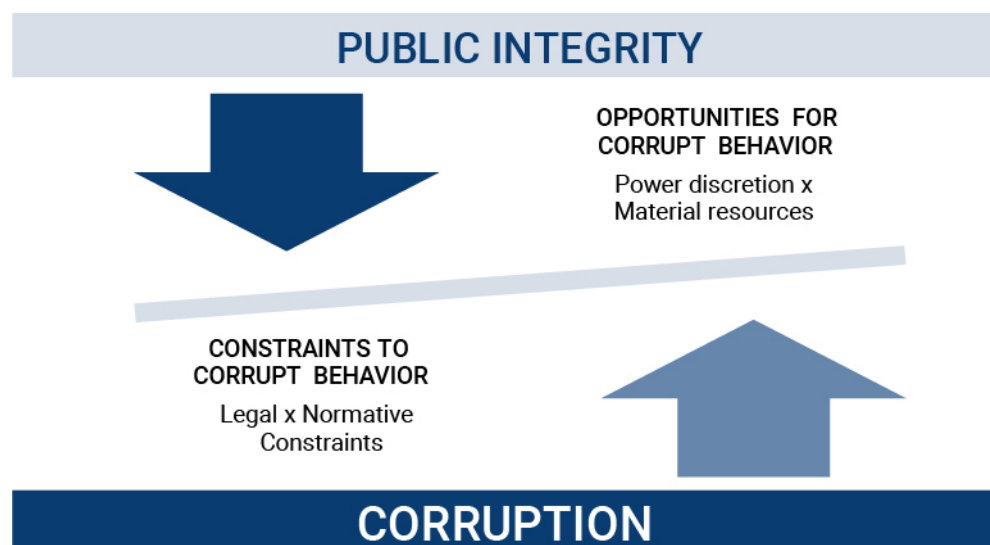 PUBLIC INTEGRITY
OPPORTUNITIES FOR
CORRUPT BEHAVIOR
Power discretion x
Material resources
CONSTRAINTS TO
CORRUPT BEHAVIOR
Legal x Normative
Constraints
CORRUPTION